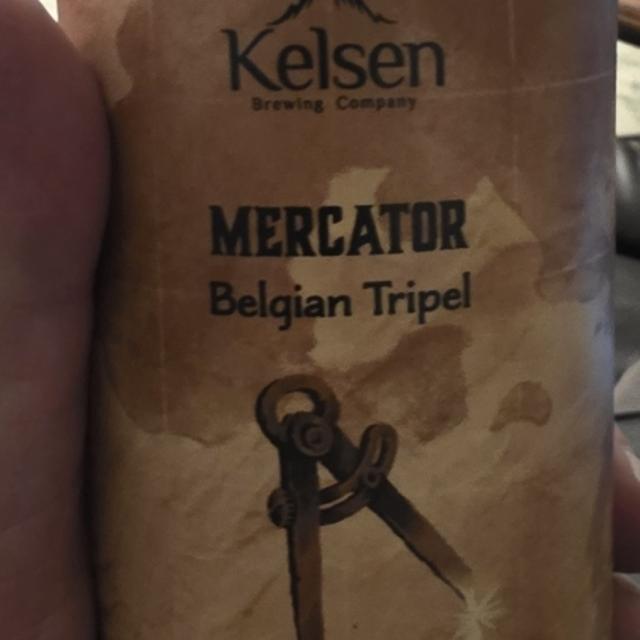 Kelsen
Brewing Company
MERCATOR
Belgian Tripel